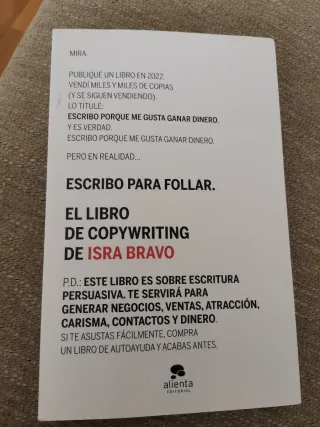 MIRA:
PUBLIQUÉ UN LIBRO EN 2022.
VENDÍ MILES Y MILES DE COPIAS
(Y SE SIGUEN VENDIENDO).
LO TITULÉ:
ESCRIBO PORQUE ME GUSTA GANAR DINERO.
Y ES VERDAD.
ESCRIBO PORQUE ME GUSTA GANAR DINERO.
PERO EN REALIDAD...
ESCRIBO PARA FOLLAR.
EL LIBRO
DE COPYWRITING
DE ISRA BRAVO
P.D.: ESTE LIBRO ES SOBRE ESCRITURA
PERSUASIVA. TE SERVIRÁ PARA
GENERAR NEGOCIOS, VENTAS, ATRACCIÓN,
CARISMA, CONTACTOS Y DINERO.
SI TE ASUSTAS FÁCILMENTE, COMPRA
UN LIBRO DE AUTOAYUDA Y ACABAS ANTES.
alienta
EDITORIAL